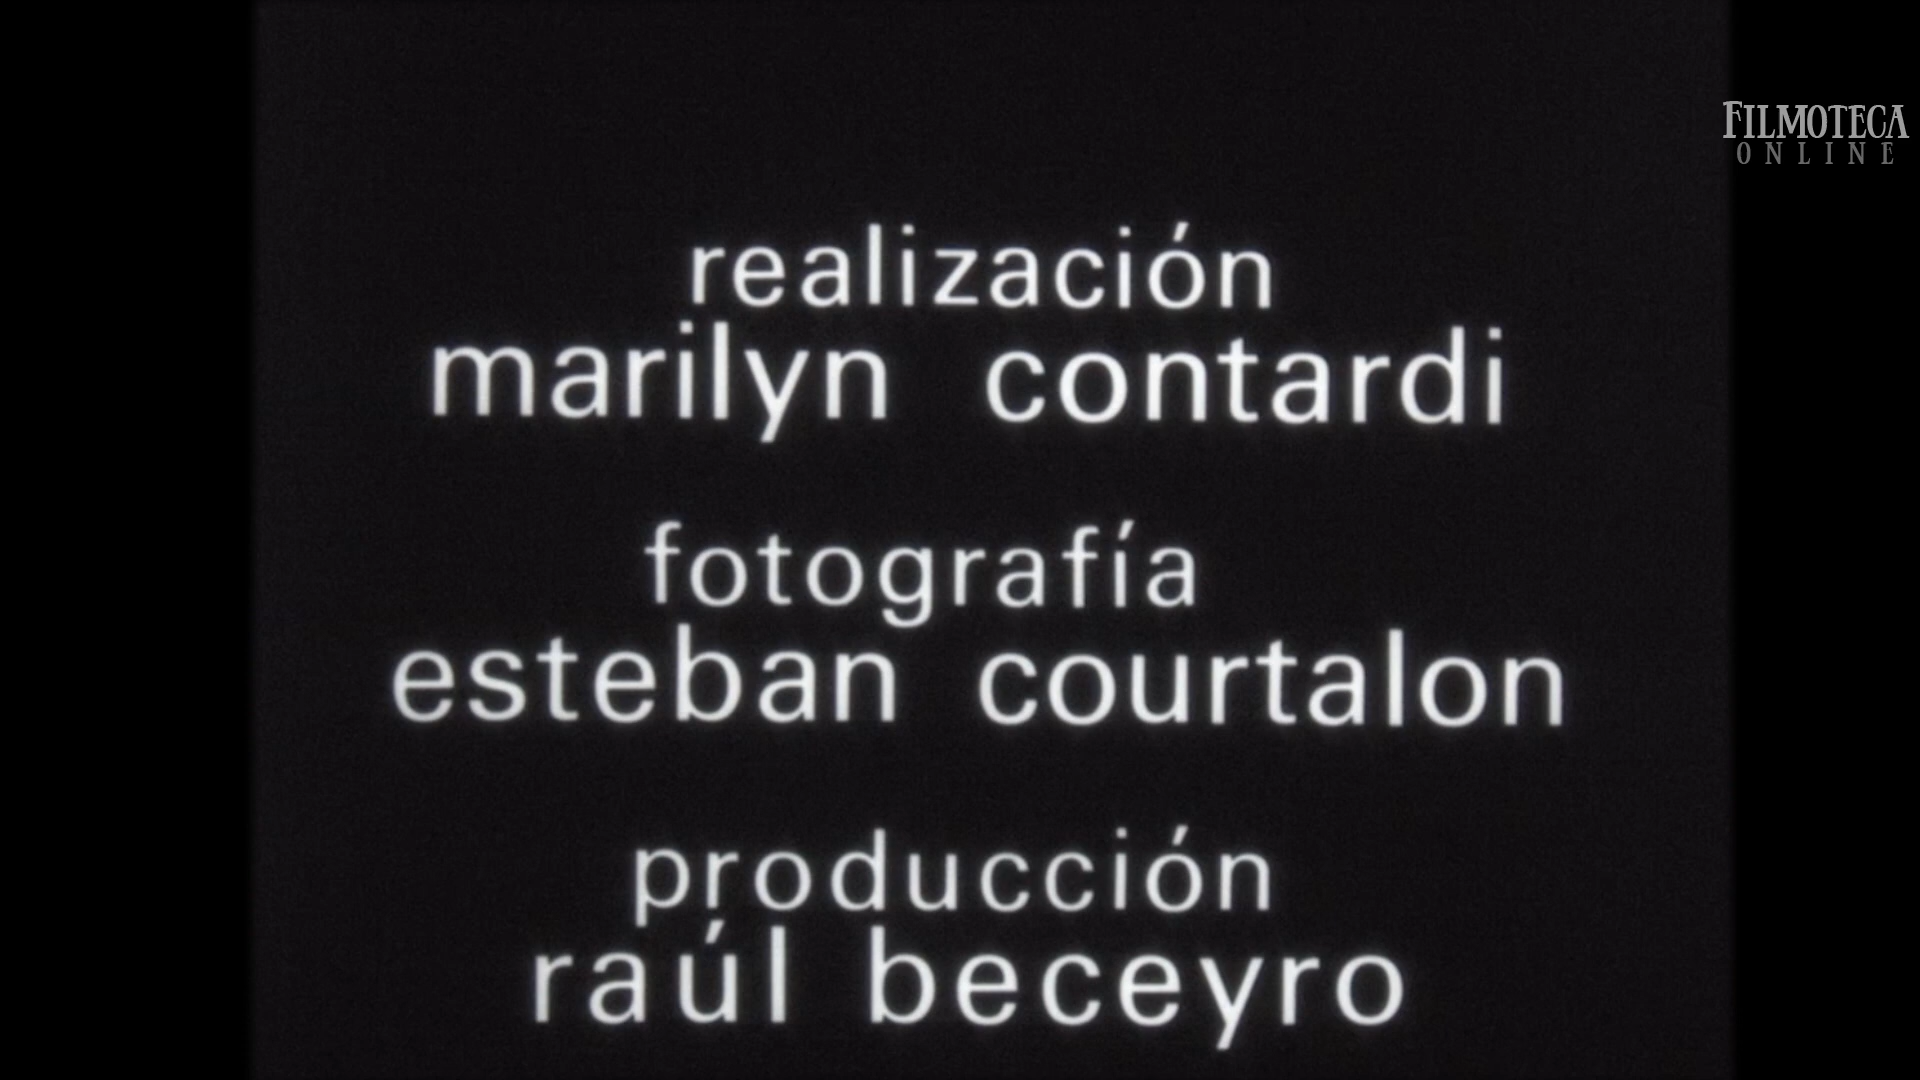 FILMOTECA
ONLINE
realización
marilyn contardi
fotografía
esteban courtalon
producción
raúl beceyro